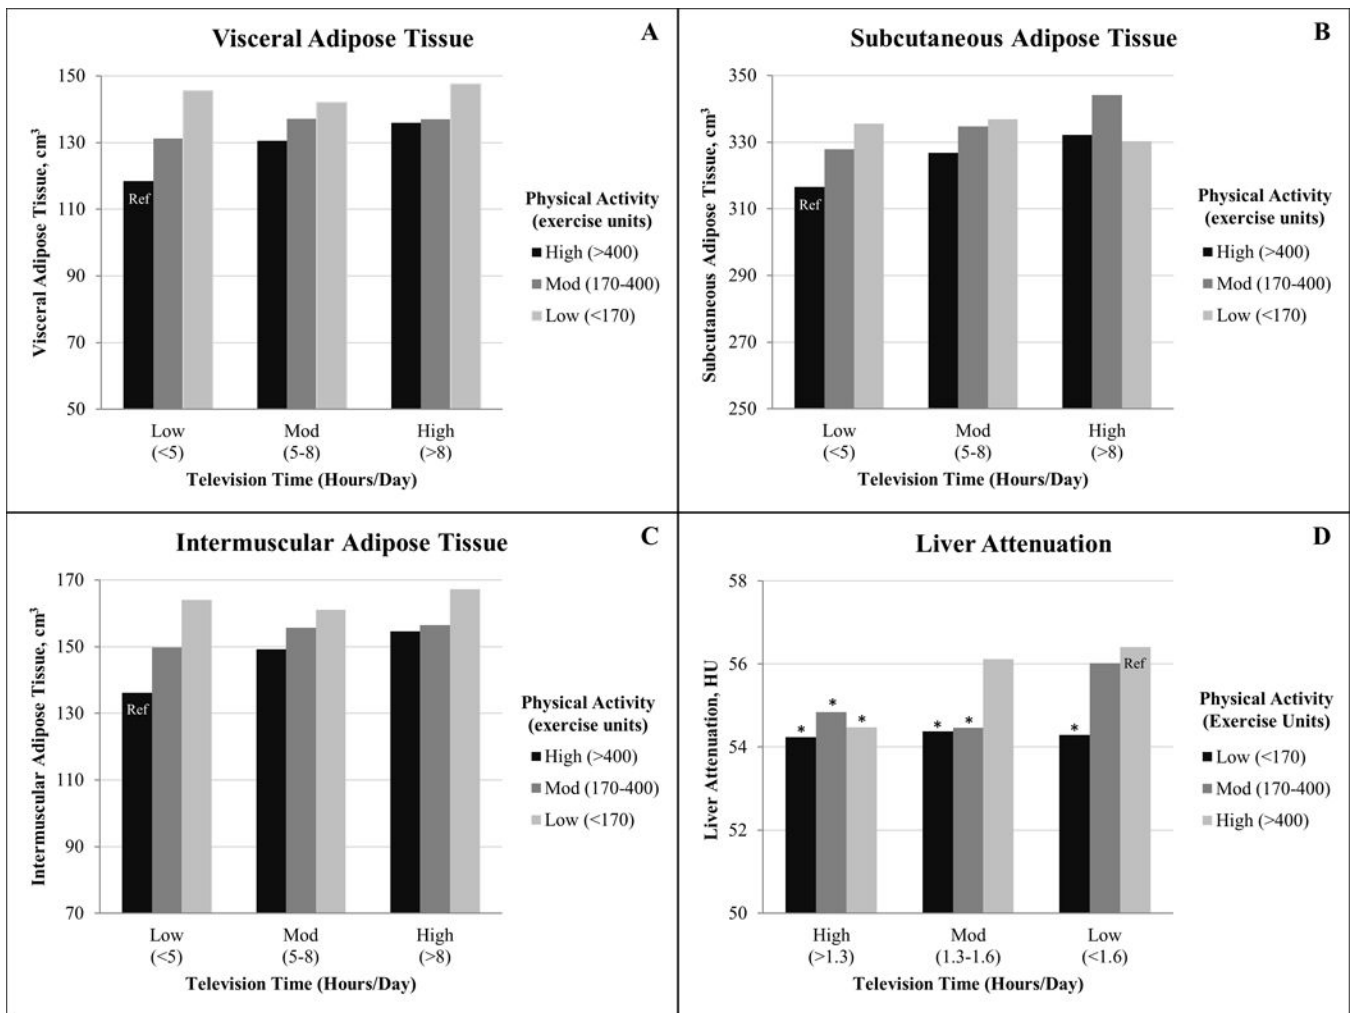 Visceral Adipose Tissue
A
Visceral Adipose Tissue, cm³
150
130
110
90
70
50
Ref
Low
(<5)
Mod
(5-8)
High
(>8)
Television Time (Hours/Day)
Physical Activity
(exercise units)
High (>400)
Mod (170-400)
Low (<170)
Subcutaneous Adipose Tissue
B
Subcutaneous Adipose Tissue, cm³
350
330
310
290
270
250
Ref
Low
(<5)
Mod
(5-8)
High
(>8)
Television Time (Hours/Day)
Physical Activity
(exercise units)
High (>400)
Mod (170-400)
Low (<170)
Intermuscular Adipose Tissue
C
Intermuscular Adipose Tissue, cm³
170
150
130
110
90
70
Ref
Low
(<5)
Mod
(5-8)
High
(>8)
Television Time (Hours/Day)
Physical Activity
(exercise units)
High (>400)
Mod (170-400)
Low (<170)
Liver Attenuation
D
Liver Attenuation, HU
58
56
54
52
50
* * *
* *
*
Ref
High
(>1.3)
Mod
(1.3-1.6)
Low
(<1.6)
Television Time (Hours/Day)
Physical Activity
(Exercise Units)
Low (<170)
Mod (170-400)
High (>400)